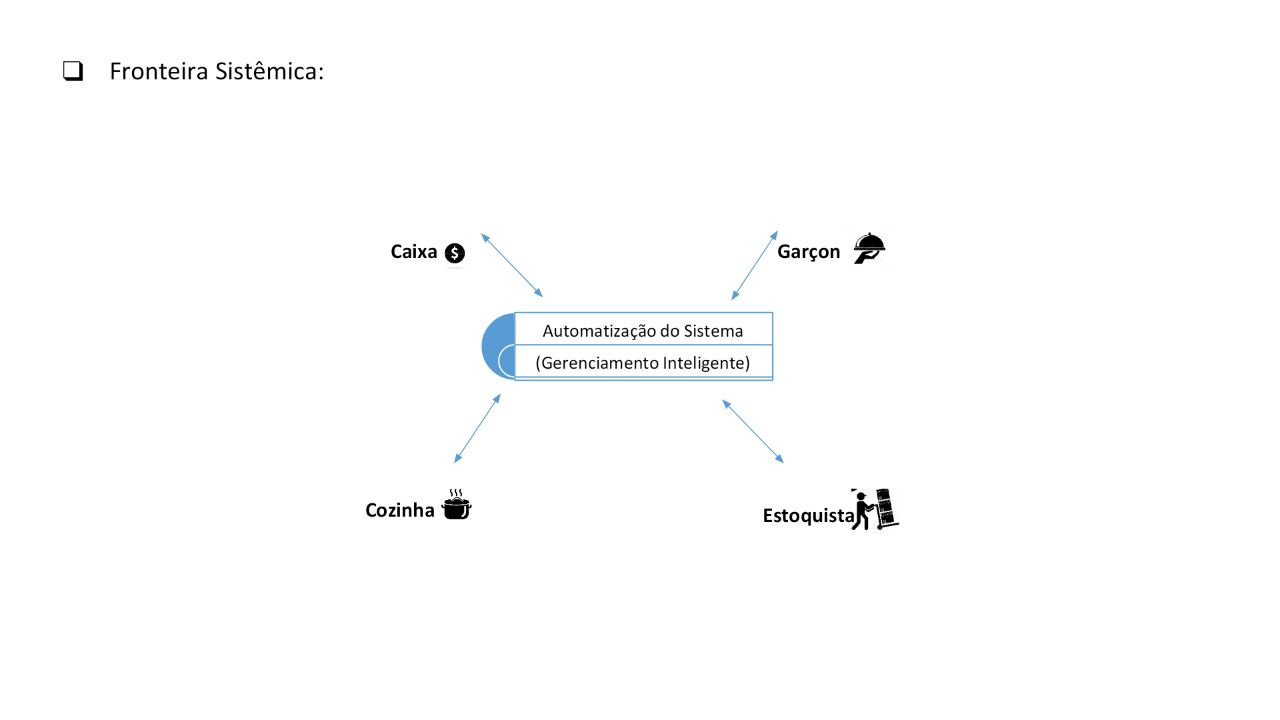 ❑ Fronteira Sistêmica:
Caixa $
Garçon
Automatização do Sistema
(Gerenciamento Inteligente)
Cozinha
Estoquista